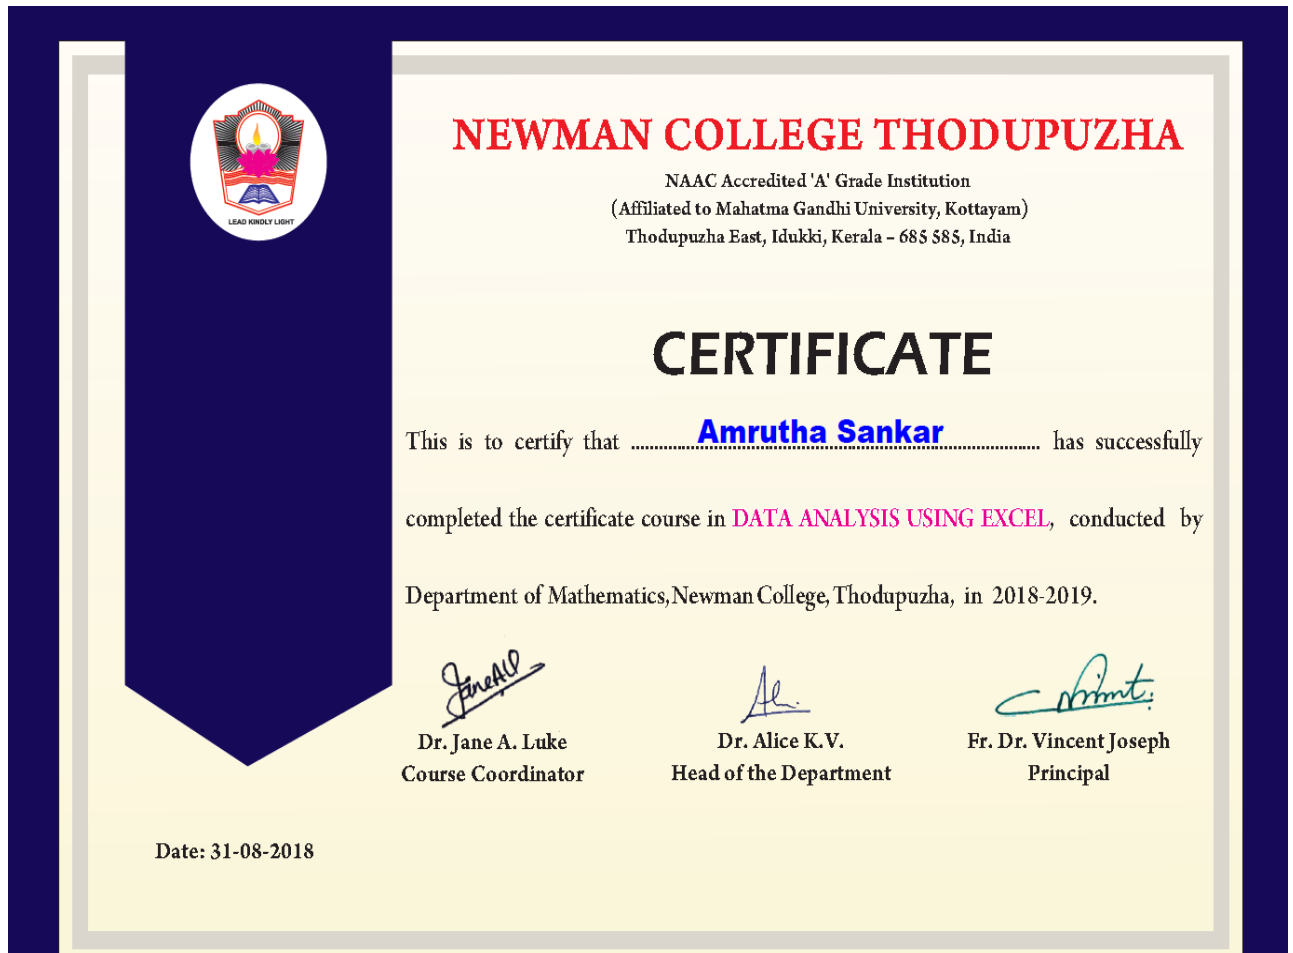 LEAD KINDLY LIGHT
NEWMAN COLLEGE THODUPUZHA
NAAC Accredited 'A' Grade Institution
(Affiliated to Mahatma Gandhi University, Kottayam)
Thodupuzha East, Idukki, Kerala – 685 585, India
CERTIFICATE
This is to certify that Amrutha Sankar has successfully
completed the certificate course in DATA ANALYSIS USING EXCEL, conducted by
Department of Mathematics, Newman College, Thodupuzha, in 2018-2019.
Dr. Jane A. Luke
Course Coordinator
Dr. Alice K.V.
Head of the Department
Fr. Dr. Vincent Joseph
Principal
Date: 31-08-2018